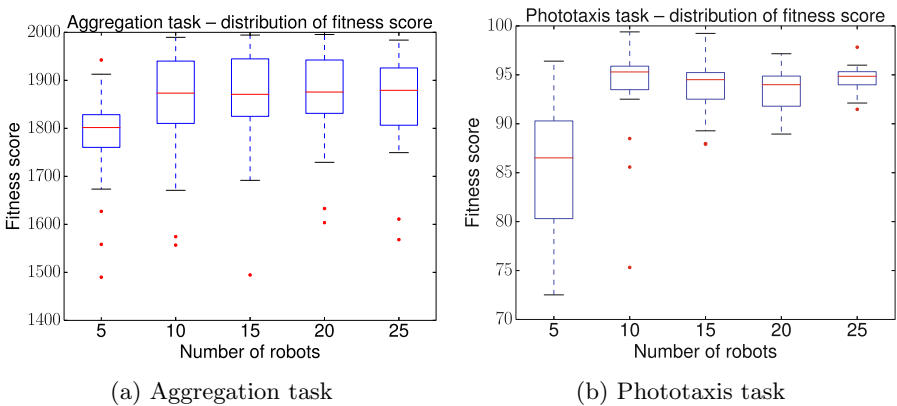 Aggregation task – distribution of fitness score
2000
1900
1800
1700
1600
1500
1400
Fitness score
5 10 15 20 25
Number of robots
(a) Aggregation task
Phototaxis task – distribution of fitness score
100
95
90
85
80
75
70
Fitness score
5 10 15 20 25
Number of robots
(b) Phototaxis task